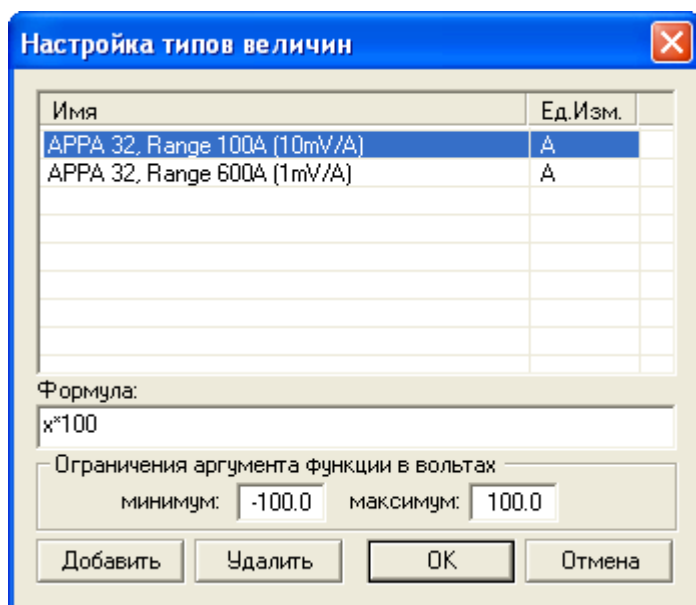 Настройка типов величин
Имя Ед.Изм.
APPA 32, Range 100A (10mV/A) A
APPA 32, Range 600A (1mV/A) A
Формула:
x*100
Ограничения аргумента функции в вольтах
минимум: -100.0 максимум: 100.0
Добавить Удалить OK Отмена